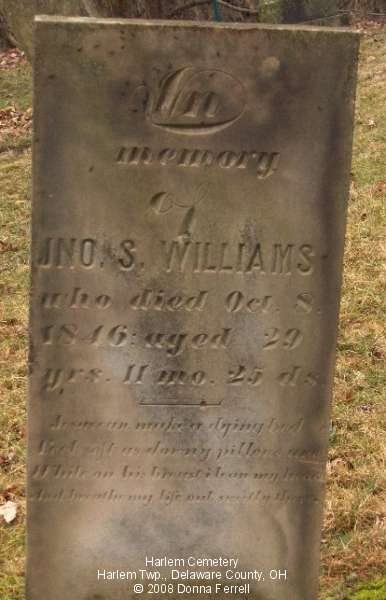 In
memory
of
JNO. S. WILLIAMS
who died Oct. 8.
1846: aged 29
yrs. 11 mo. 25 ds
Jesus can make a dying bed
Feel soft as downy pillows are
While on his breast i lean my head
And breathe my life out sweetly there.
Harlem Cemetery
Harlem Twp., Delaware County, OH
© 2008 Donna Ferrell